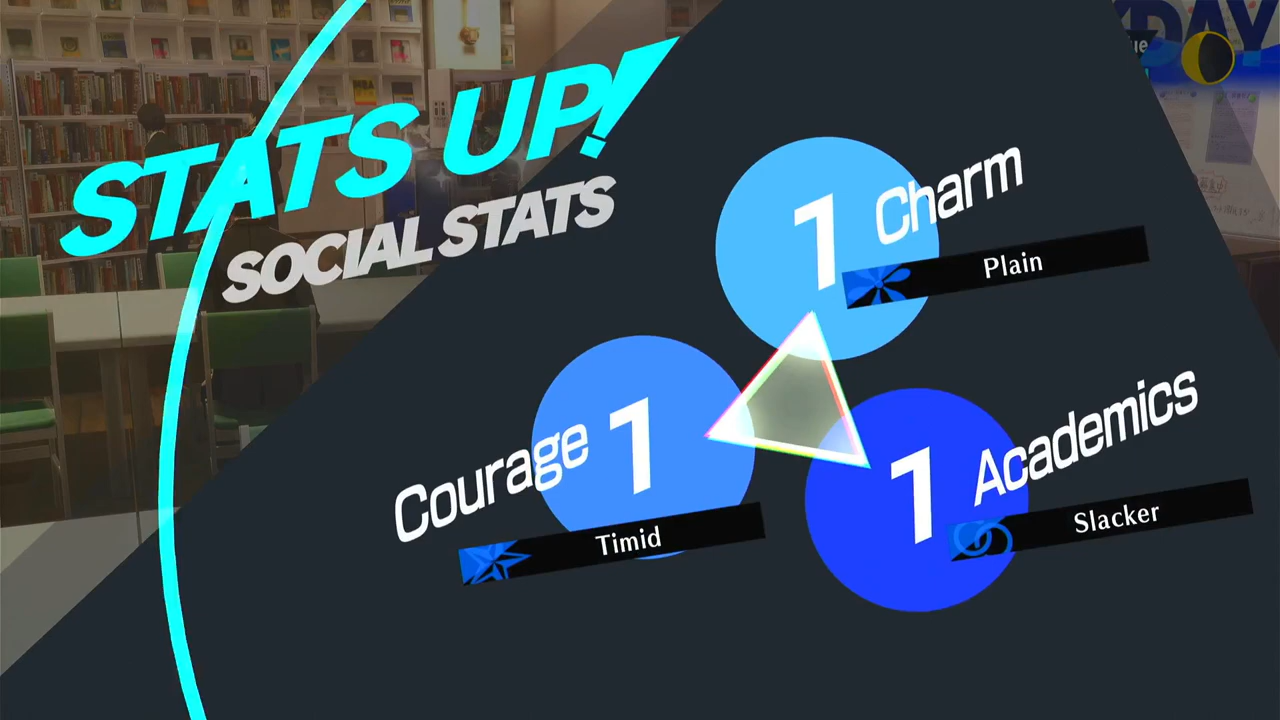 STATS UP!
SOCIAL STATS
1 Charm
Plain
Courage 1
Timid
1 Academics
Slacker